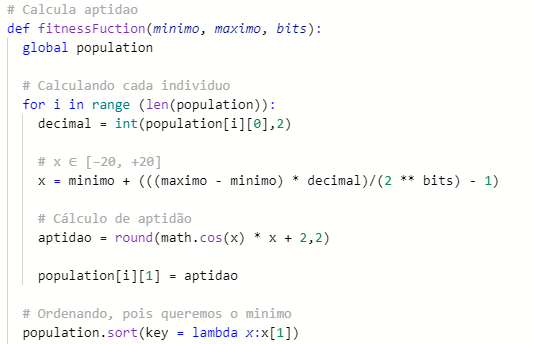 # Calcula aptidao
def fitnessFuction(minimo, maximo, bits):
global population
# Calculando cada individuo
for i in range (len(population)):
decimal = int(population[i][0],2)
# x ∈ [−20, +20]
x = minimo + (((maximo - minimo) * decimal)/(2 ** bits) - 1)
# Cálculo de aptidão
aptidao = round(math.cos(x) * x + 2,2)
population[i][1] = aptidao
# Ordenando, pois queremos o minimo
population.sort(key = lambda x:x[1])